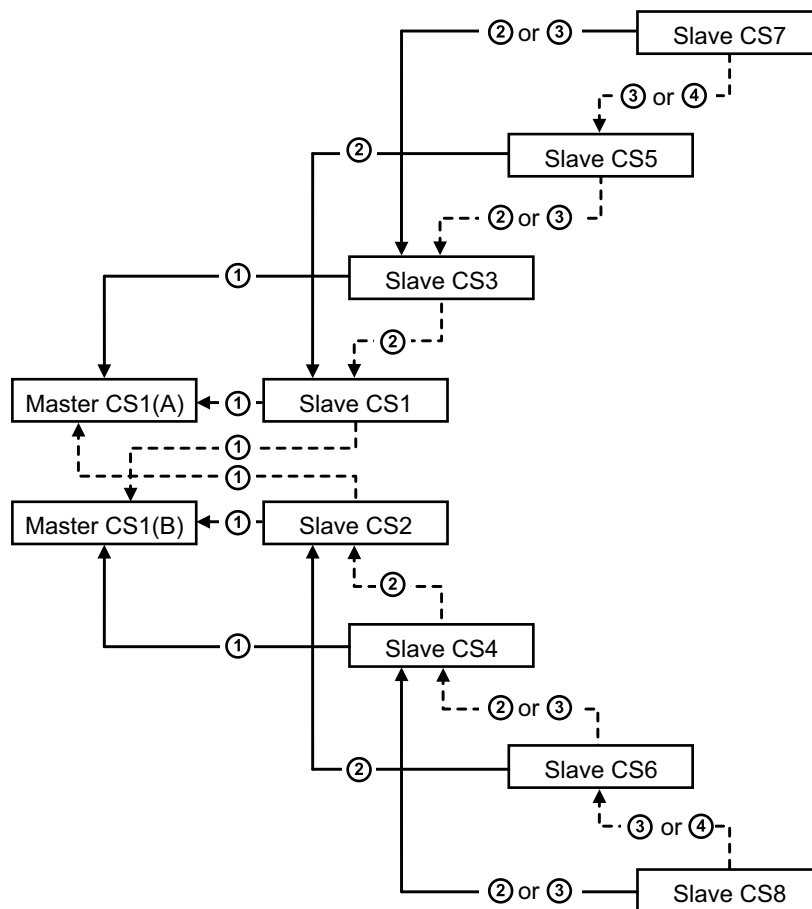 ② or ③
Slave CS7
③ or ④
②
Slave CS5
② or ③
①
Slave CS3
②
Master CS1(A)
①
Slave CS1
①
①
Master CS1(B)
①
Slave CS2
②
①
Slave CS4
② or ③
②
Slave CS6
③ or ④
② or ③
Slave CS8